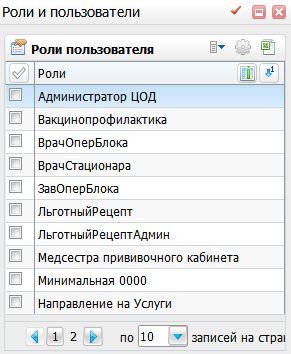 Роли и пользователи
Роли пользователя
Роли
Администратор ЦОД
Вакцинопрофилактика
ВрачОперБлока
ВрачСтационара
ЗавОперБлока
ЛьготныйРецепт
ЛьготныйРецептАдмин
Медсестра прививочного кабинета
Минимальная 0000
Направление на Услуги
1 2 по 10 записей на стран